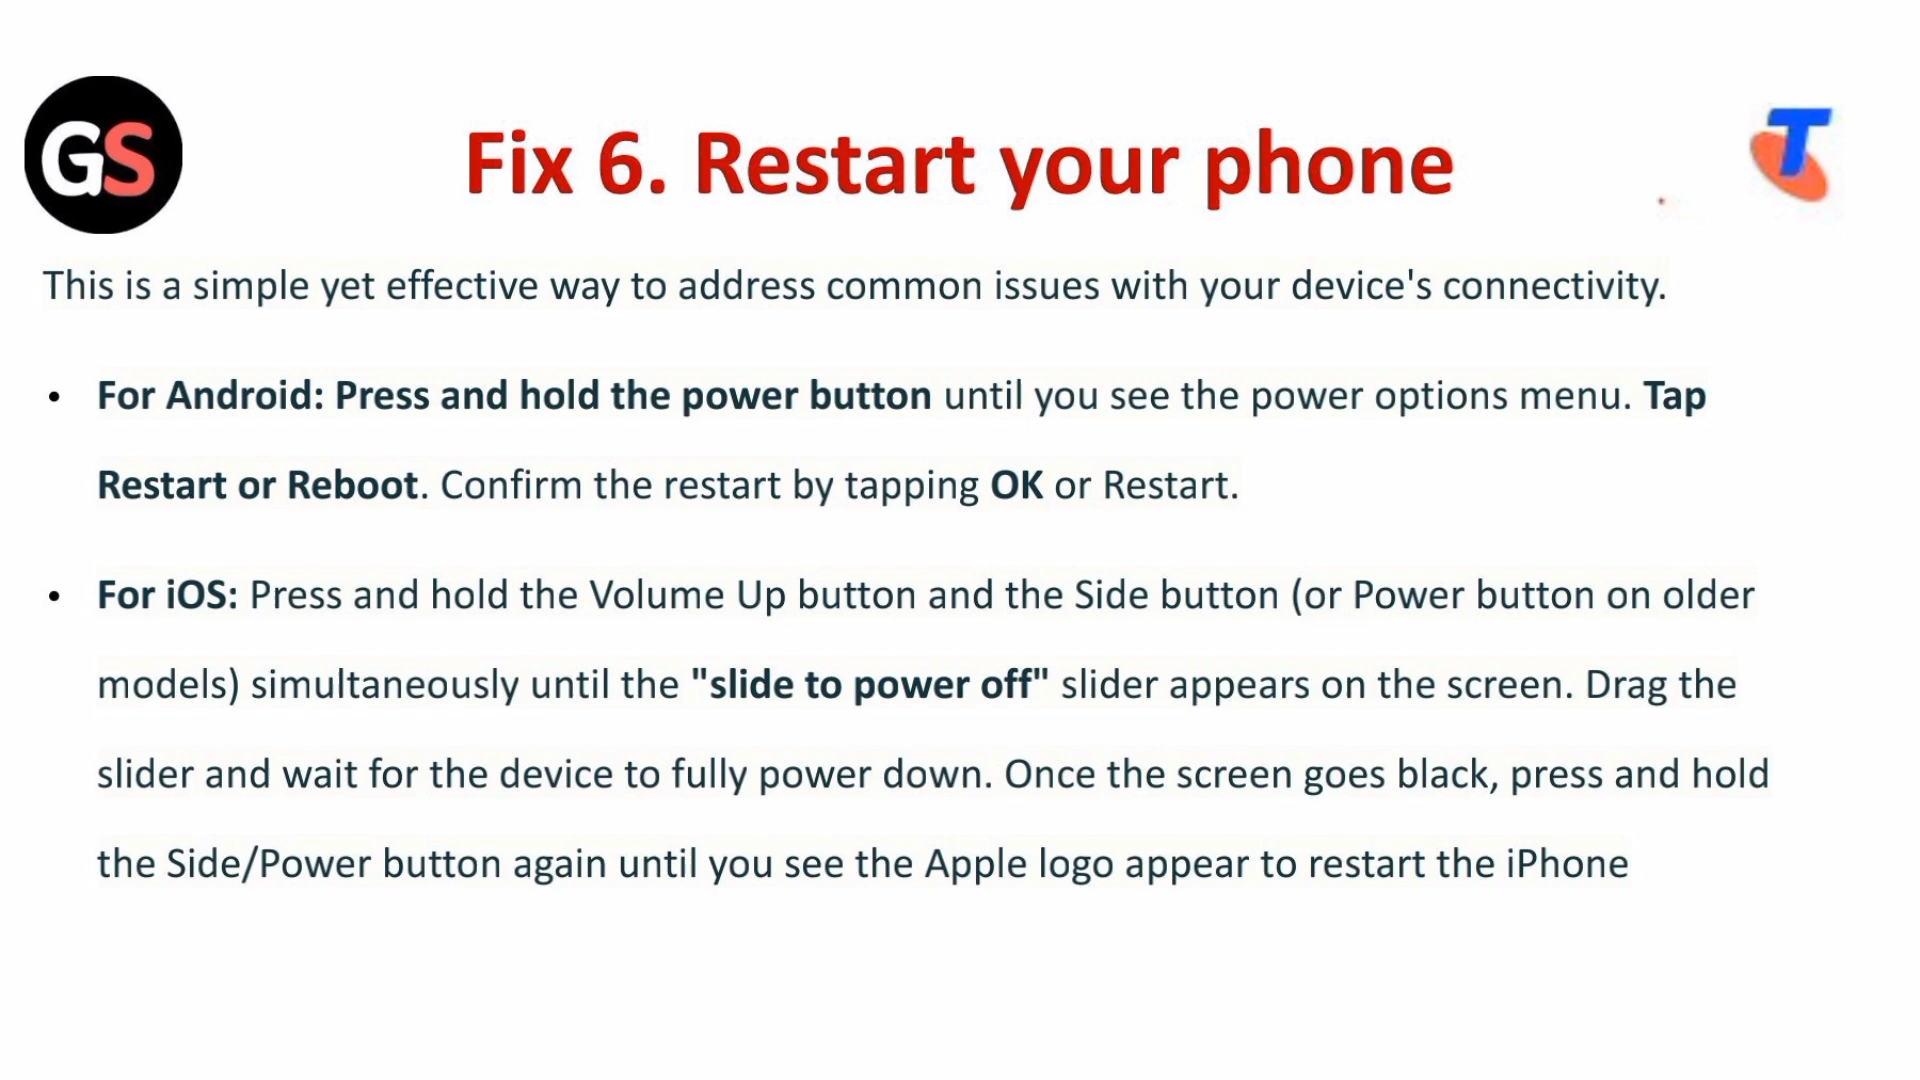 GS
Fix 6. Restart your phone
T
This is a simple yet effective way to address common issues with your device's connectivity.
• For Android: Press and hold the power button until you see the power options menu. Tap
Restart or Reboot. Confirm the restart by tapping OK or Restart.
• For iOS: Press and hold the Volume Up button and the Side button (or Power button on older
models) simultaneously until the "slide to power off" slider appears on the screen. Drag the
slider and wait for the device to fully power down. Once the screen goes black, press and hold
the Side/Power button again until you see the Apple logo appear to restart the iPhone